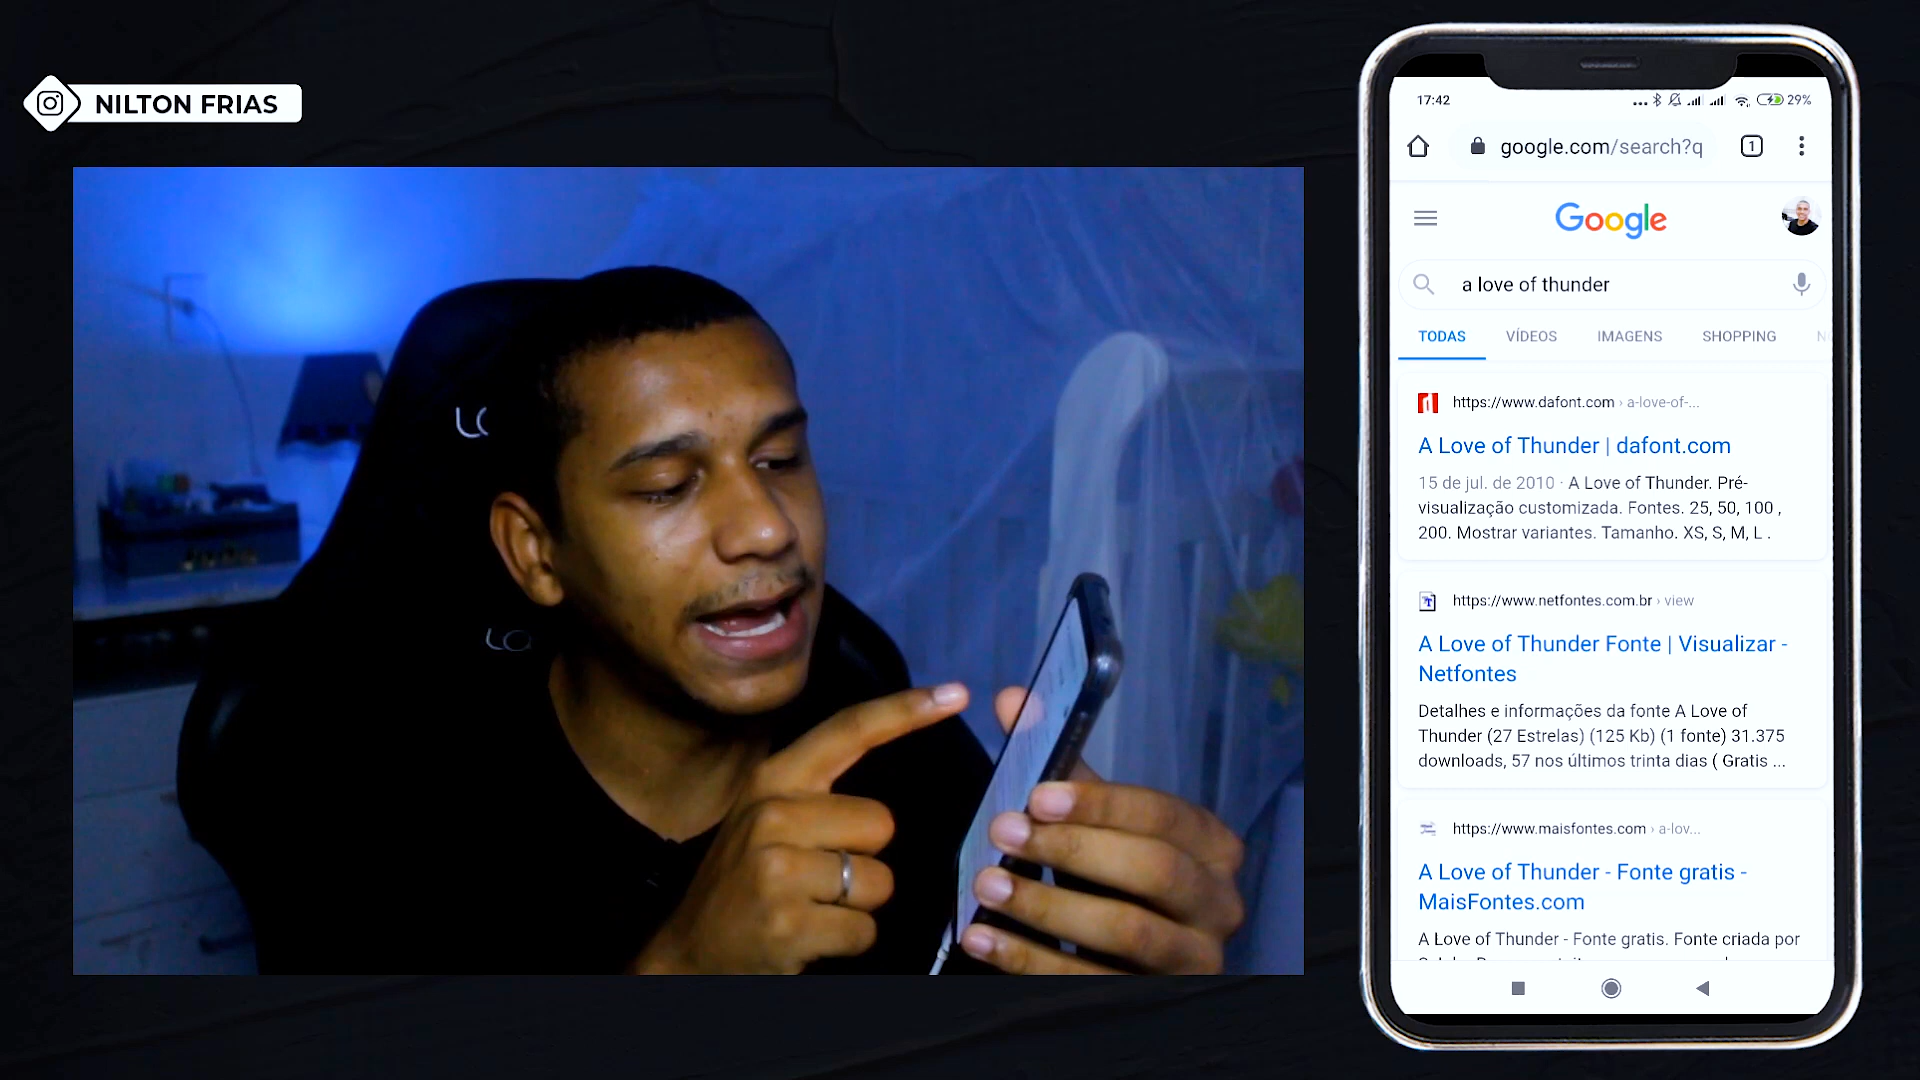 NILTON FRIAS
17:42
29%
google.com/search?q
1
Google
a love of thunder
TODAS
VÍDEOS
IMAGENS
SHOPPING
https://www.dafont.com › a-love-of-...
A Love of Thunder | dafont.com
15 de jul. de 2010 · A Love of Thunder. Pré-
visualização customizada. Fontes. 25, 50, 100 ,
200. Mostrar variantes. Tamanho. XS, S, M, L .
https://www.netfontes.com.br › view
A Love of Thunder Fonte | Visualizar -
Netfontes
Detalhes e informações da fonte A Love of
Thunder (27 Estrelas) (125 Kb) (1 fonte) 31.375
downloads, 57 nos últimos trinta dias ( Gratis ...
https://www.maisfontes.com › a-lov...
A Love of Thunder - Fonte gratis -
MaisFontes.com
A Love of Thunder - Fonte gratis. Fonte criada por